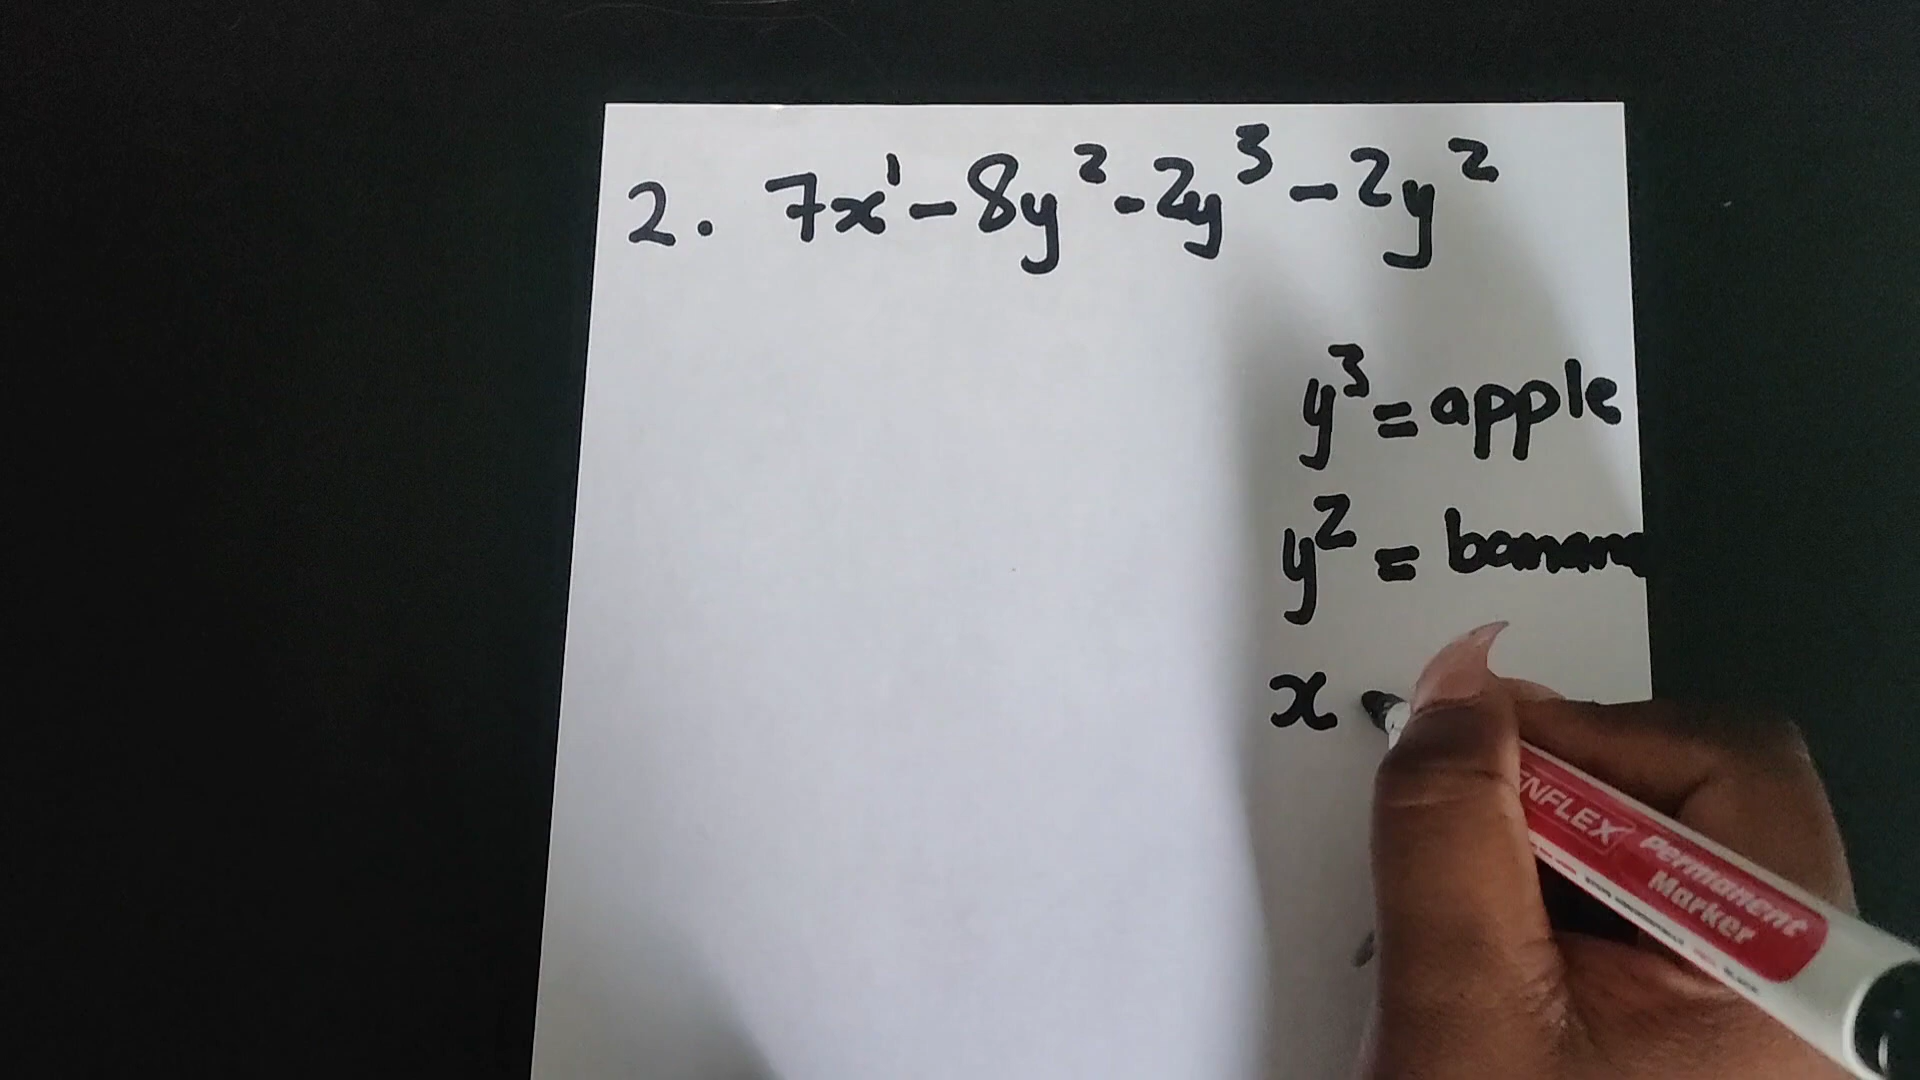 2. 7x¹ - 8y² - 2y³ - 2y²
y³ = apple
y² = banana
x
ENFLEX Permanent
Marker